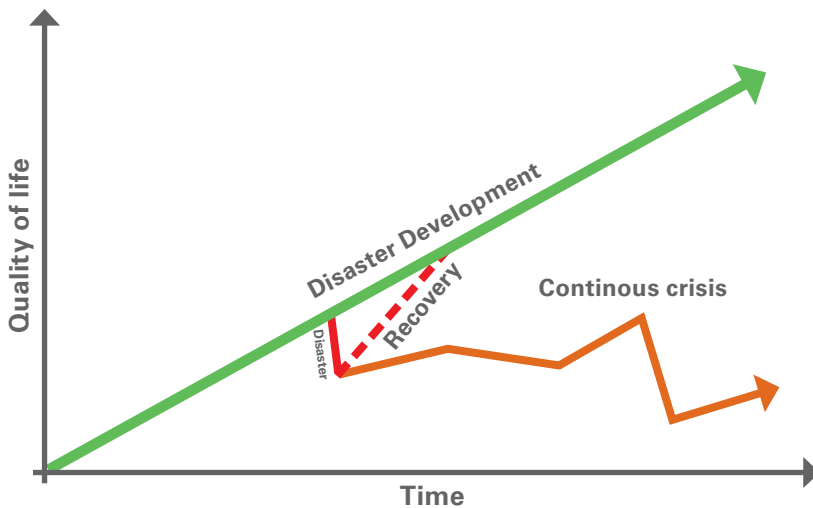 Quality of life
Disaster Development
Disaster
Recovery
Continous crisis
Time